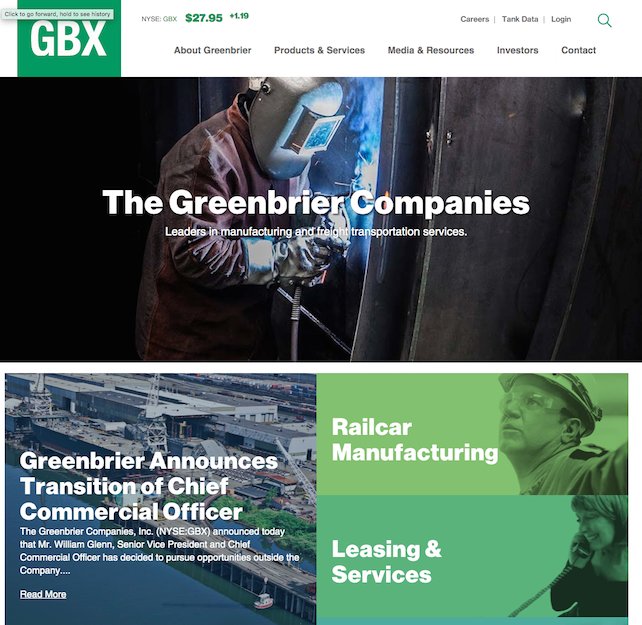 Click to go forward, hold to see history
GBX
NYSE: GBX $27.95 +1.19
Careers | Tank Data | Login
About Greenbrier Products & Services Media & Resources Investors Contact
The Greenbrier Companies
Leaders in manufacturing and freight transportation services.
Greenbrier Announces
Transition of Chief
Commercial Officer
The Greenbrier Companies, Inc. (NYSE:GBX) announced today
that Mr. William Glenn, Senior Vice President and Chief
Commercial Officer has decided to pursue opportunities outside the
Company....
Read More
Railcar
Manufacturing
Leasing &
Services